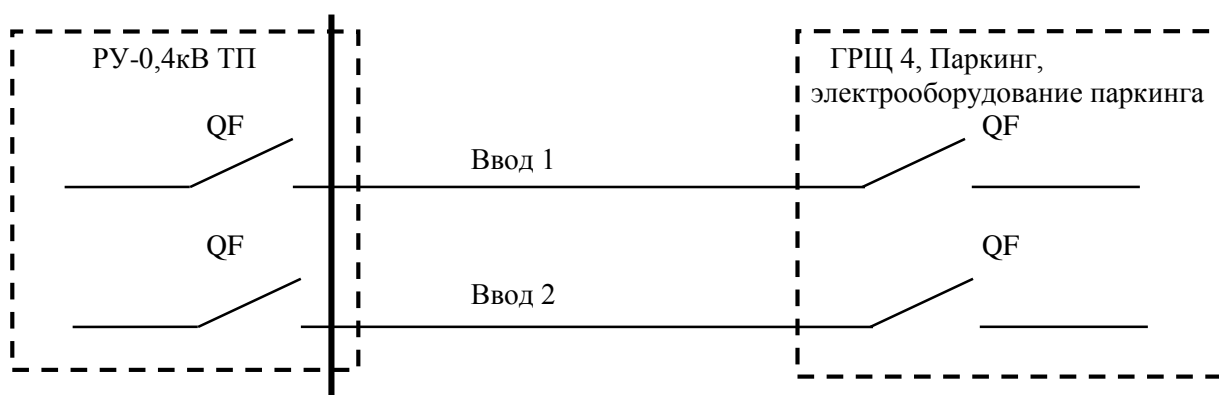 РУ-0,4кВ ТП
ГРЩ 4, Паркинг,
электрооборудование паркинга
QF
QF
Ввод 1
QF
QF
Ввод 2